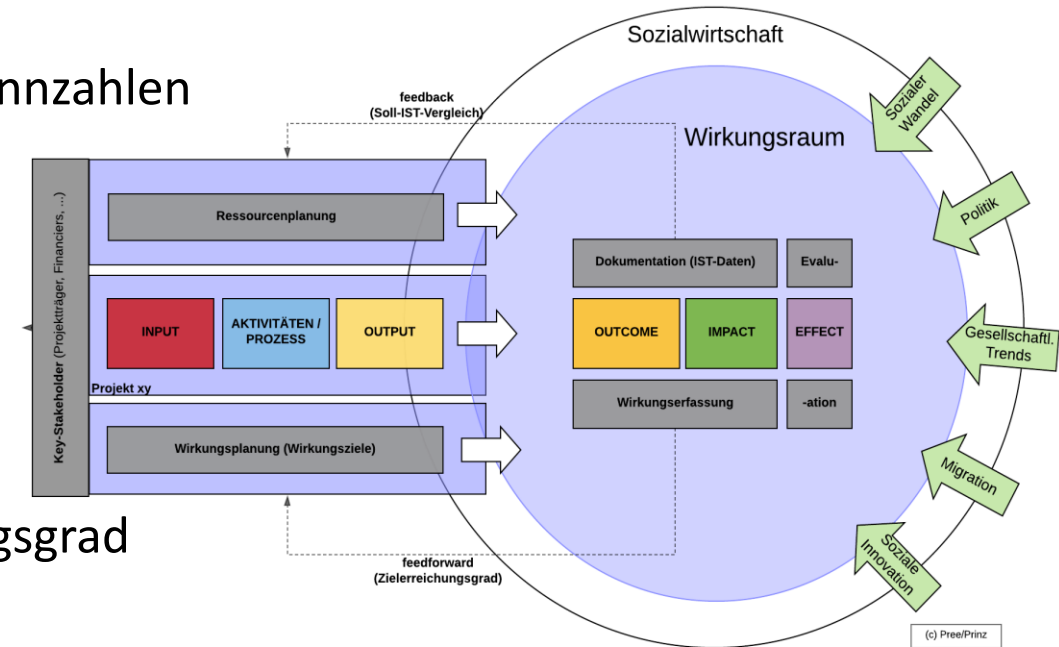 Sozialwirtschaft
nnzahlen
feedback
(Soll-IST-Vergleich)
Sozialer
Wandel
Wirkungsraum
Key-Stakeholder (Projektträger, Financiers, ...)
Ressourcenplanung
Politik
Dokumentation (IST-Daten)
Evalu-
INPUT
AKTIVITÄTEN /
PROZESS
OUTPUT
OUTCOME
IMPACT
EFFECT
Gesellschaftl.
Trends
Projekt xy
Wirkungserfassung
-ation
Wirkungsplanung (Wirkungsziele)
Migration
gsgrad
feedforward
(Zielerreichungsgrad)
Soziale
Innovation
(c) Pree/Prinz